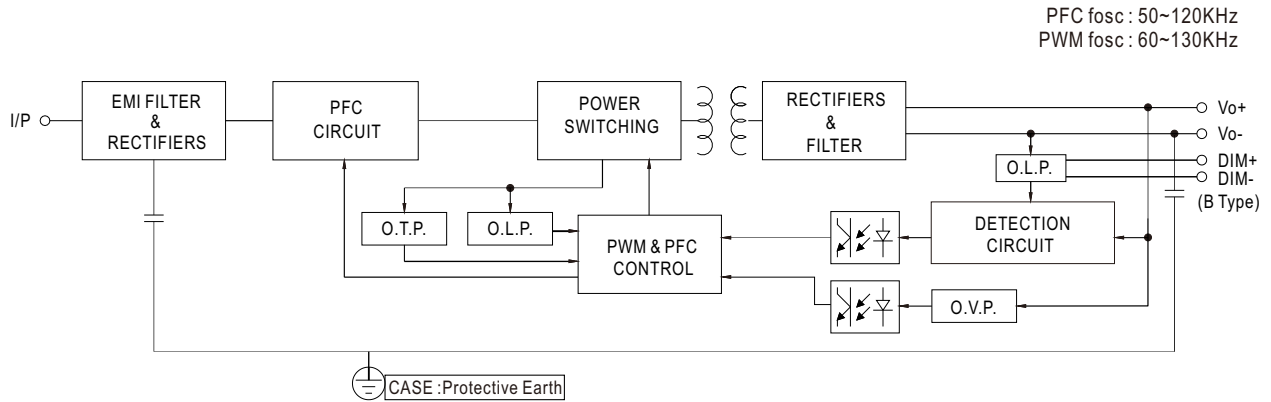 PFC fosc : 50~120KHz
PWM fosc : 60~130KHz
I/P
EMI FILTER
&
RECTIFIERS
PFC
CIRCUIT
POWER
SWITCHING
RECTIFIERS
&
FILTER
Vo+
Vo-
DIM+
DIM-
(B Type)
O.L.P.
O.T.P.
O.L.P.
PWM & PFC
CONTROL
DETECTION
CIRCUIT
O.V.P.
CASE :Protective Earth